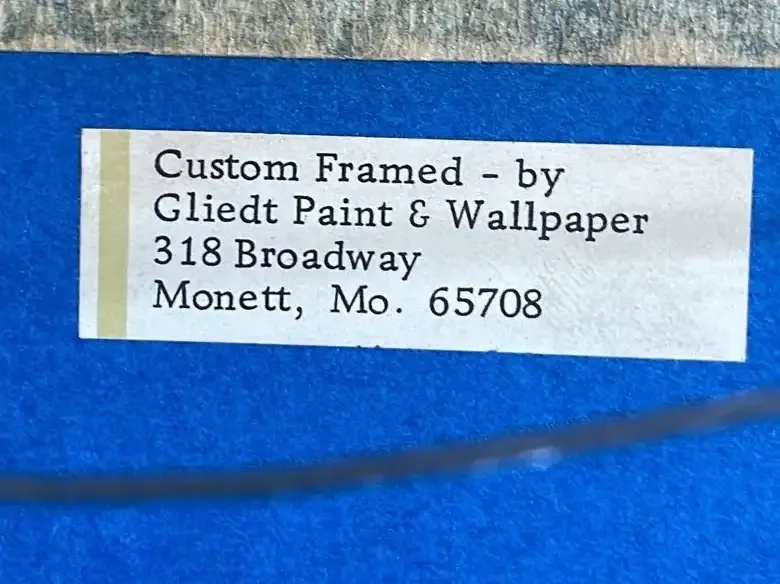 Custom Framed - by
Gliedt Paint & Wallpaper
318 Broadway
Monett, Mo. 65708